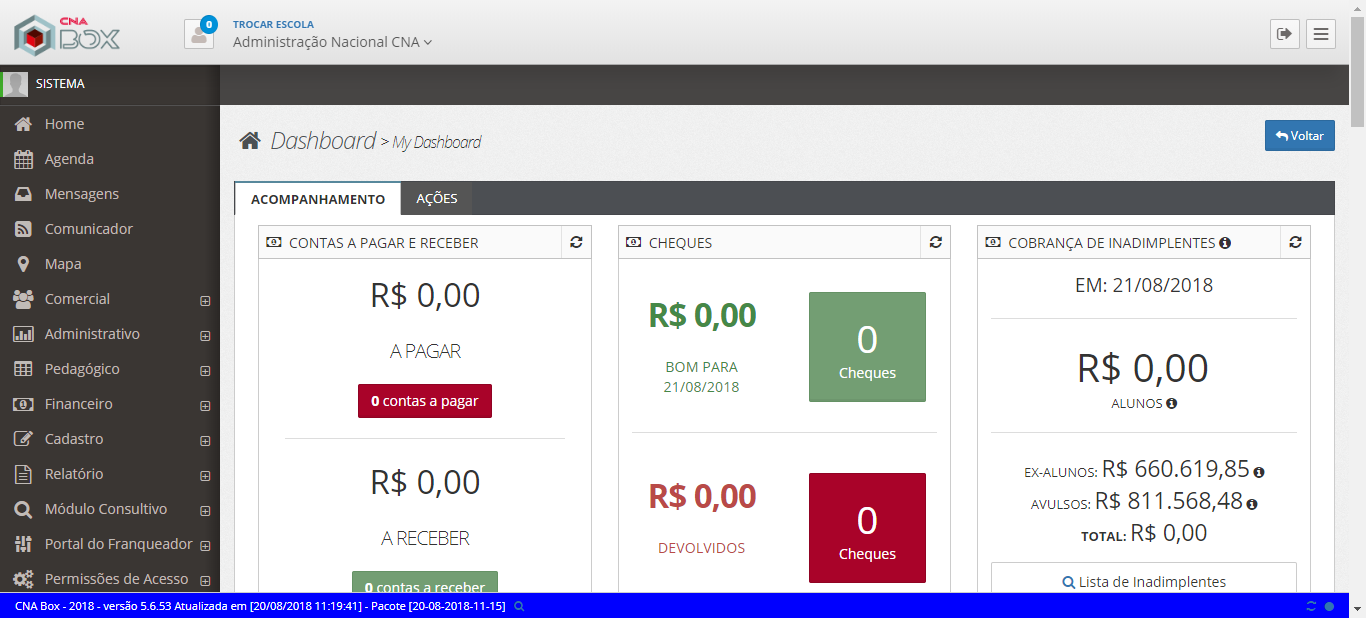 CNA
BOX
0
TROCAR ESCOLA
Administração Nacional CNA
SISTEMA
Home
Agenda
Mensagens
Comunicador
Mapa
Comercial
Administrativo
Pedagógico
Financeiro
Cadastro
Relatório
Módulo Consultivo
Portal do Franqueador
Permissões de Acesso
Dashboard > My Dashboard
Voltar
ACOMPANHAMENTO
AÇÕES
CONTAS A PAGAR E RECEBER
R$ 0,00
A PAGAR
0 contas a pagar
R$ 0,00
A RECEBER
0 contas a receber
CHEQUES
R$ 0,00
BOM PARA
21/08/2018
0
Cheques
R$ 0,00
DEVOLVIDOS
0
Cheques
COBRANÇA DE INADIMPLENTES
EM: 21/08/2018
R$ 0,00
ALUNOS
EX-ALUNOS: R$ 660.619,85
AVULSOS: R$ 811.568,48
TOTAL: R$ 0,00
Lista de Inadimplentes
CNA Box - 2018 - versão 5.6.53 Atualizada em [20/08/2018 11:19:41] - Pacote [20-08-2018-11-15]